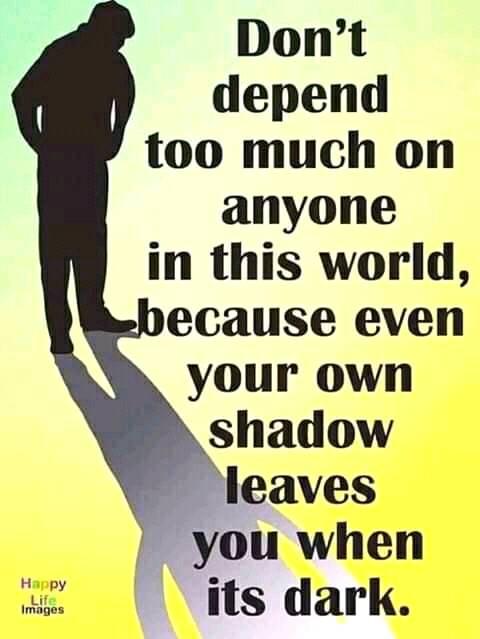 Don't
depend
too much on
anyone
in this world,
because even
your own
shadow
leaves
you when
its dark.
Happy
Life
Images